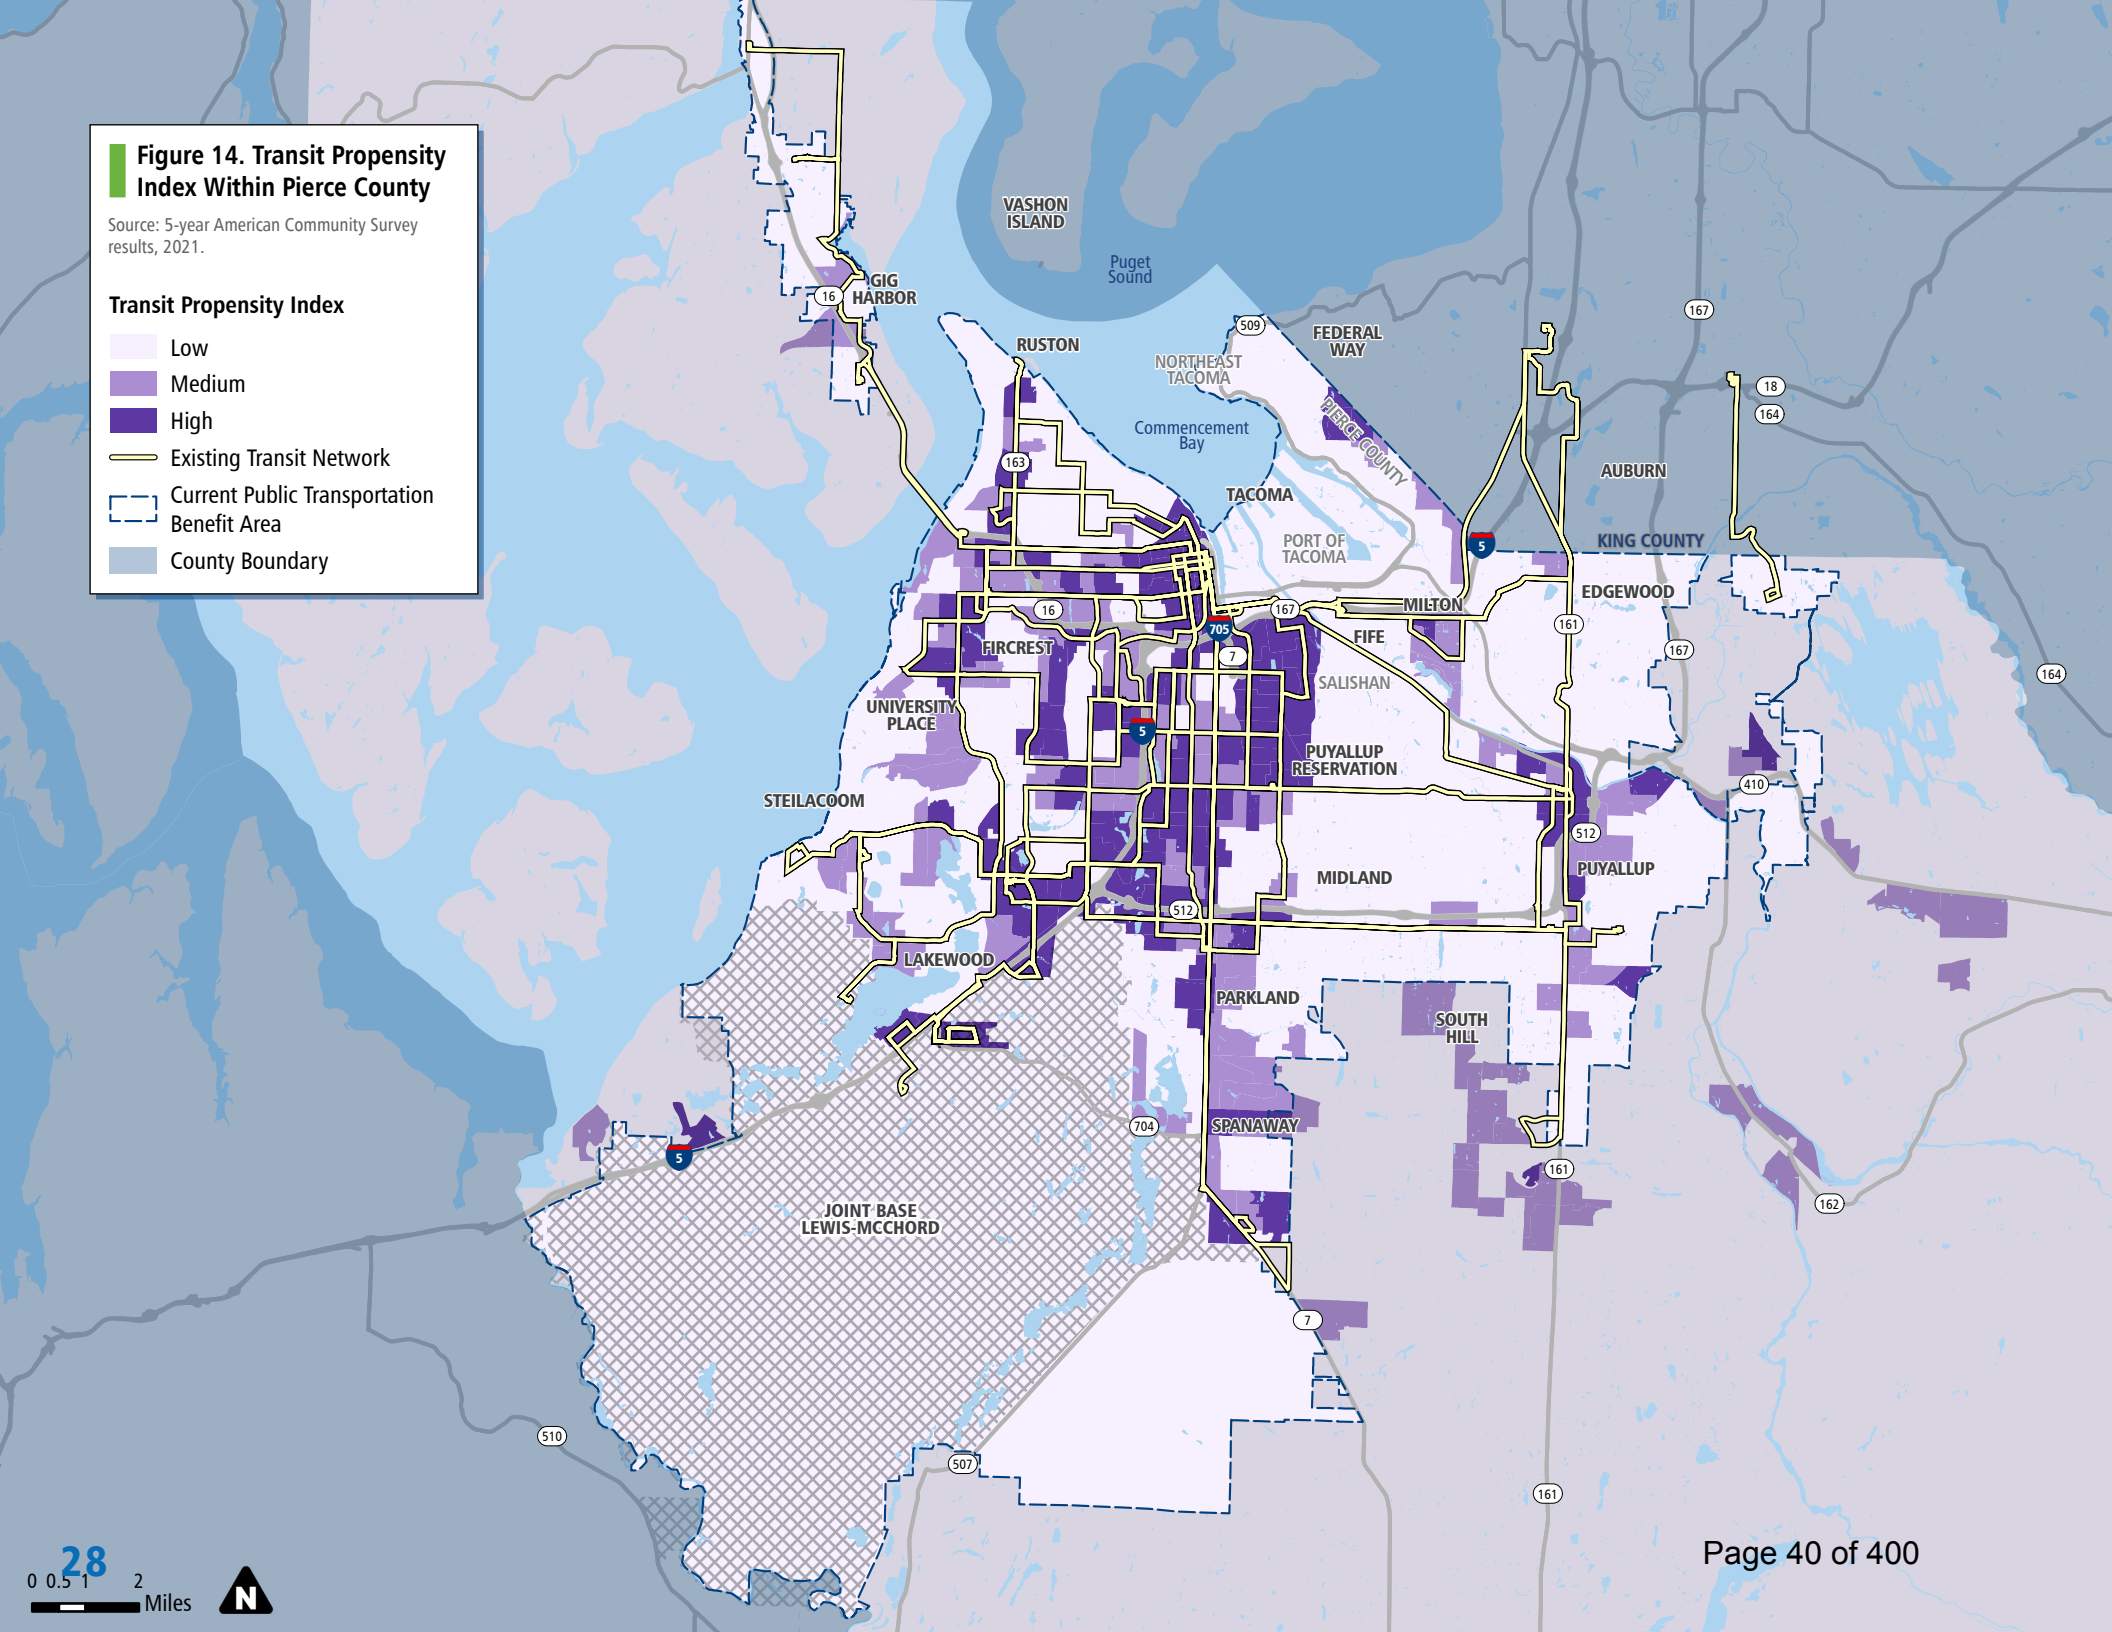 Figure 14. Transit Propensity
Index Within Pierce County
Source: 5-year American Community Survey
results, 2021.
Transit Propensity Index
Low
Medium
High
Existing Transit Network
Current Public Transportation
Benefit Area
County Boundary
VASHON
ISLAND
Puget
Sound
GIG
HARBOR
16
RUSTON
509
FEDERAL
WAY
NORTHEAST
TACOMA
167
18
164
PIERCE COUNTY
Commencement
Bay
163
AUBURN
TACOMA
PORT OF
TACOMA
5
KING COUNTY
16
167
MILTON
EDGEWOOD
161
705
FIFE
FIRCREST
7
167
164
SALISHAN
UNIVERSITY
PLACE
5
PUYALLUP
RESERVATION
410
STEILACOOM
512
PUYALLUP
MIDLAND
512
LAKEWOOD
PARKLAND
SOUTH
HILL
704
SPANAWAY
5
161
162
JOINT BASE
LEWIS-MCCHORD
7
510
507
161
Page 40 of 400
28
0 0.5 1 2
Miles
N